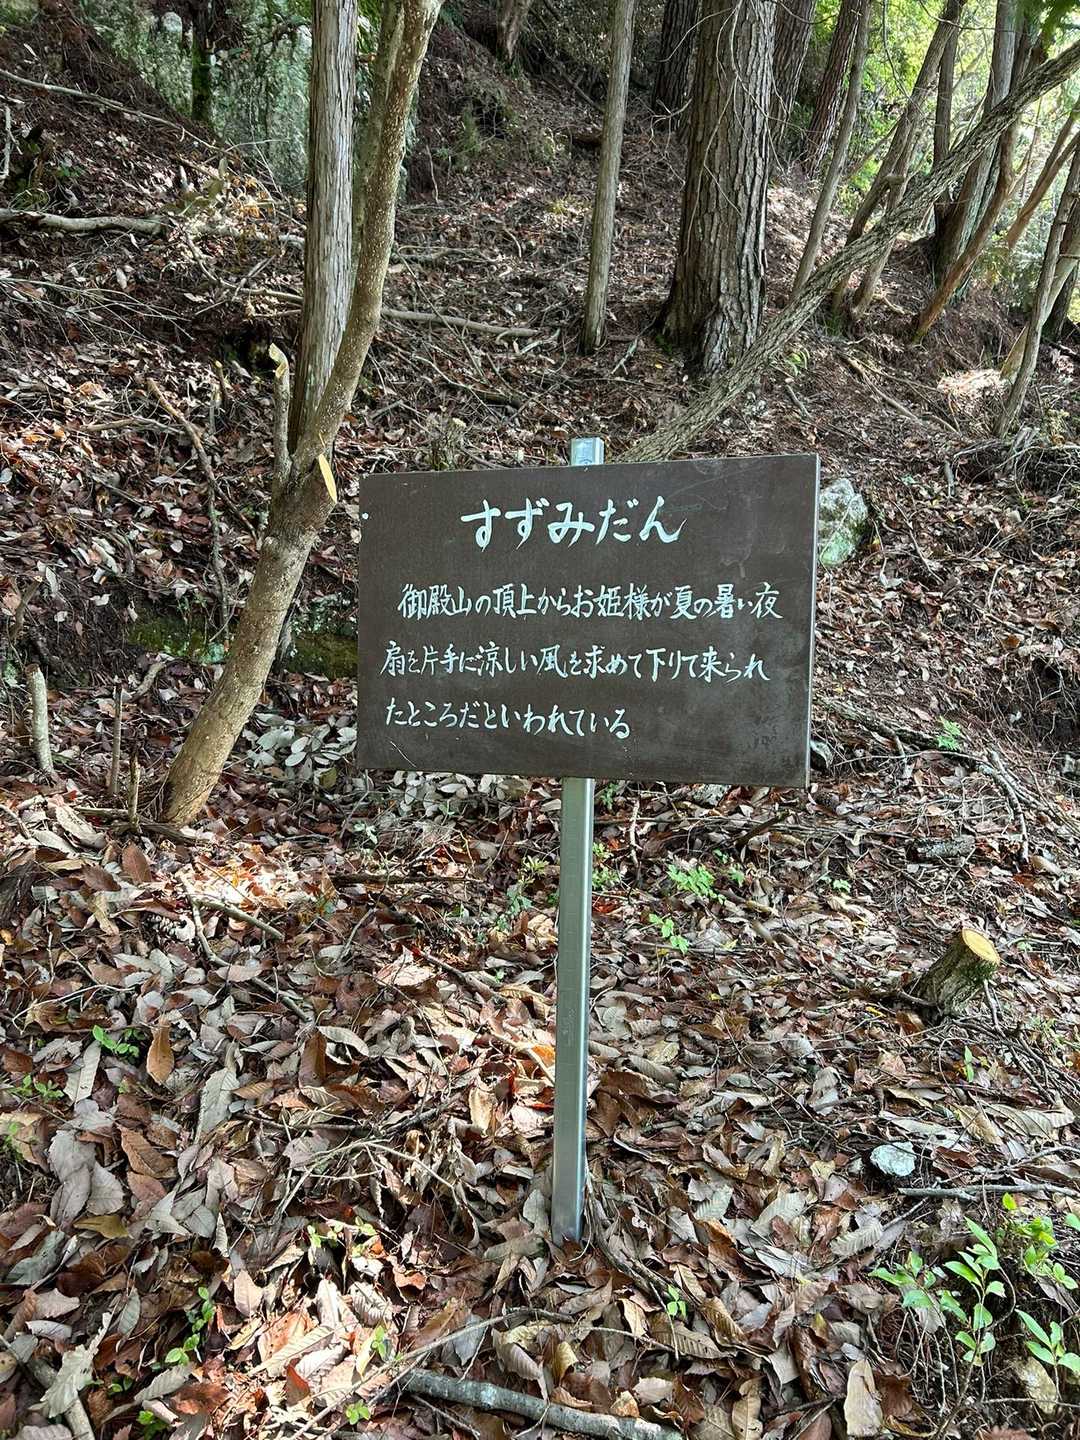 すずみだん
御殿山の頂上からお姫様が夏の暑い夜
扇を片手に涼しい風を求めて下りて来られ
たところだといわれている